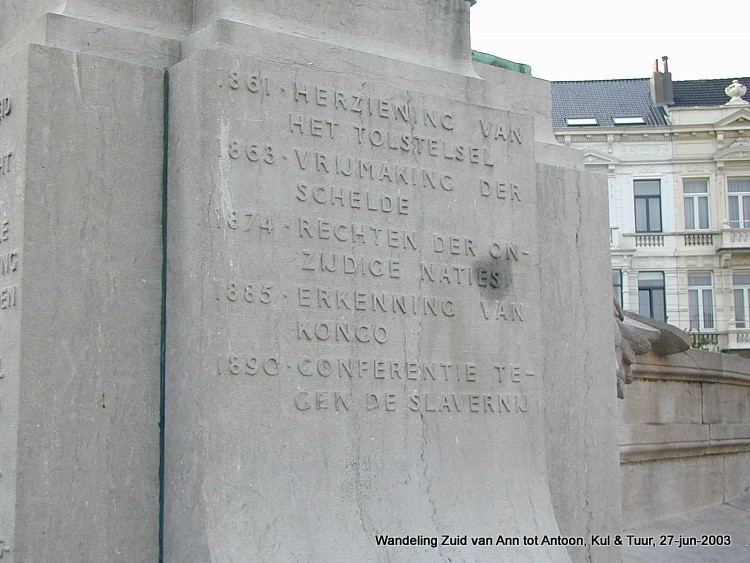 1861 · HERZIENING VAN
HET TOLSTELSEL
1863 · VRIJMAKING DER
SCHELDE
1874 · RECHTEN DER ON-
ZIJDIGE NATIES
1885 · ERKENNING VAN
KONGO
1890 · CONFERENTIE TE-
GEN DE SLAVERNIJ
Wandeling Zuid van Ann tot Antoon, Kul & Tuur, 27-jun-2003